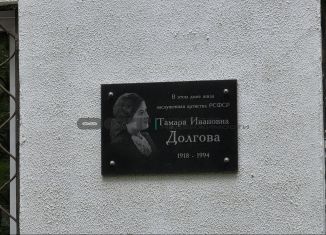 В этом доме жила
заслуженная артистка РСФСР
Тамара Ивановна
Долгова
1918 - 1994